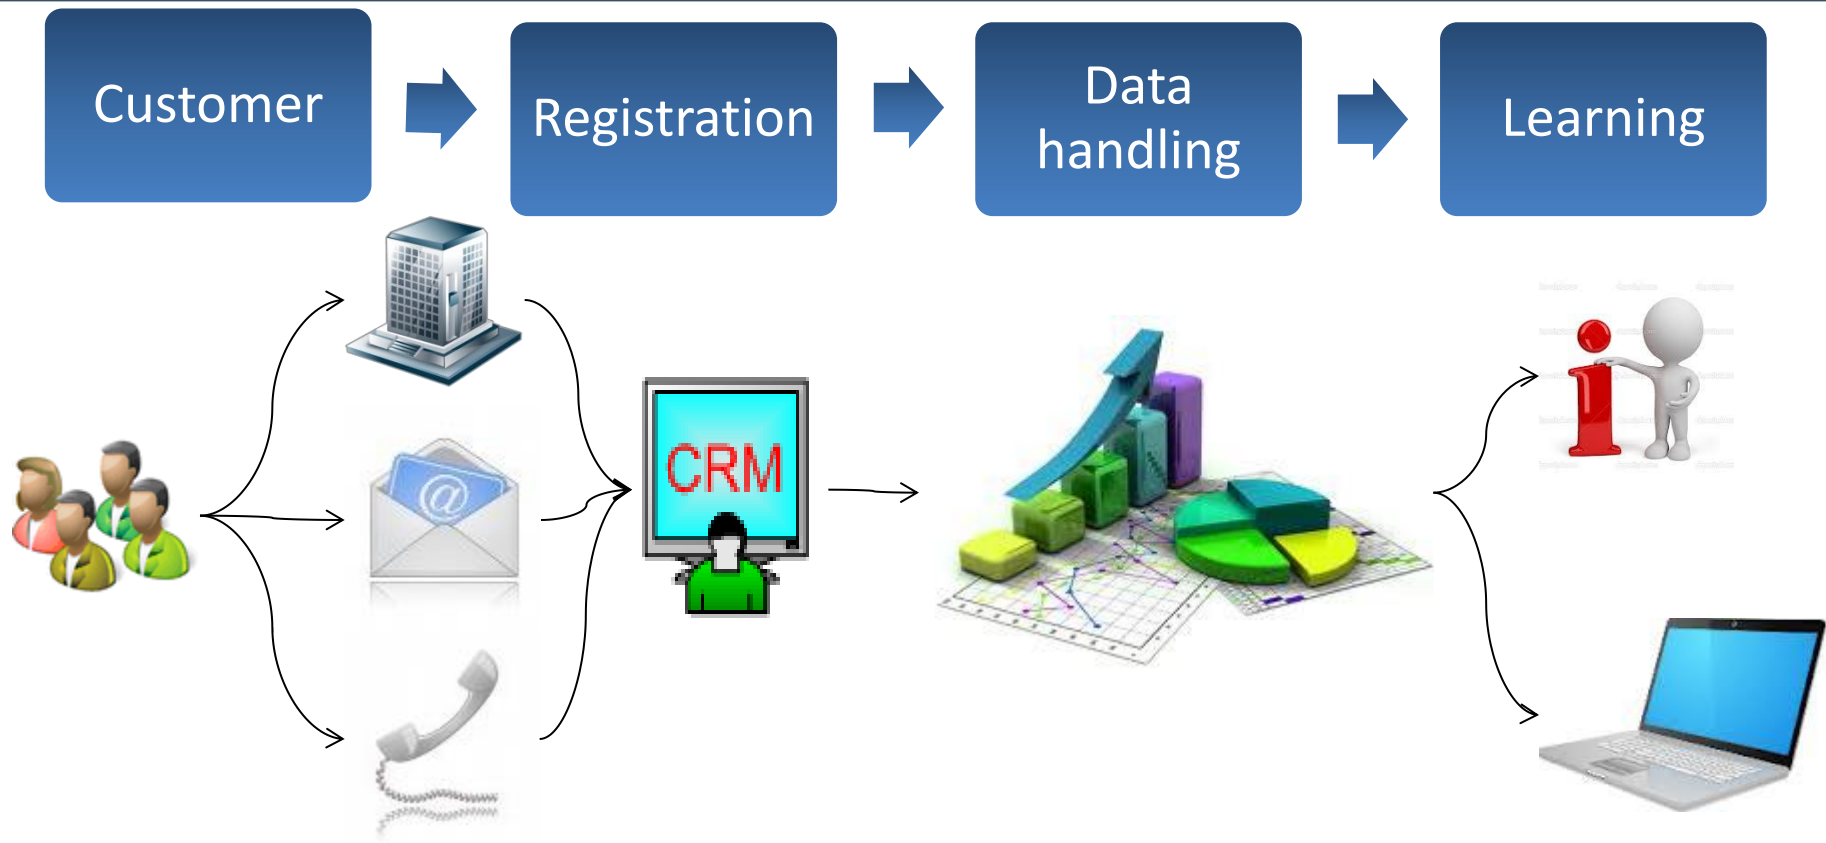 Customer
Registration
Data
handling
Learning
@
CRM